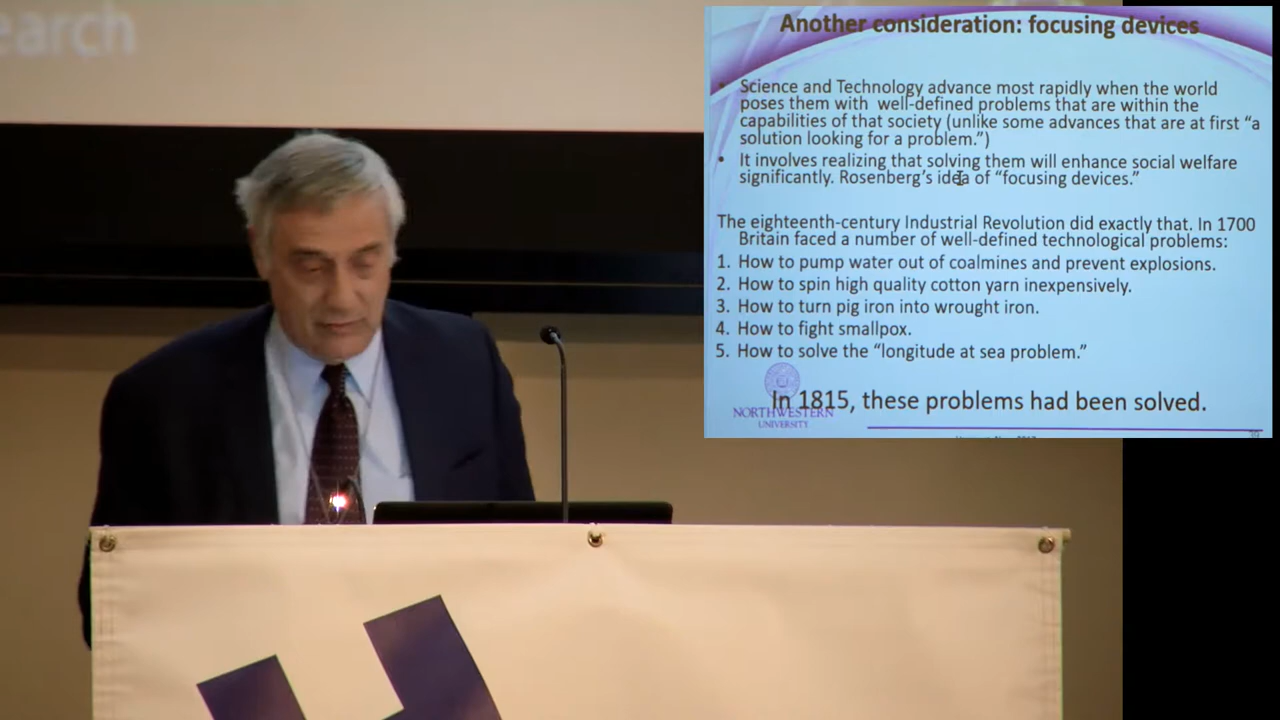 earch
Another consideration: focusing devices
• Science and Technology advance most rapidly when the world
poses them with well-defined problems that are within the
capabilities of that society (unlike some advances that are at first “a
solution looking for a problem.”)
• It involves realizing that solving them will enhance social welfare
significantly. Rosenberg’s idea of “focusing devices.”
The eighteenth-century Industrial Revolution did exactly that. In 1700
Britain faced a number of well-defined technological problems:
1. How to pump water out of coalmines and prevent explosions.
2. How to spin high quality cotton yarn inexpensively.
3. How to turn pig iron into wrought iron.
4. How to fight smallpox.
5. How to solve the “longitude at sea problem.”
In 1815, these problems had been solved.
NORTHWESTERN
UNIVERSITY